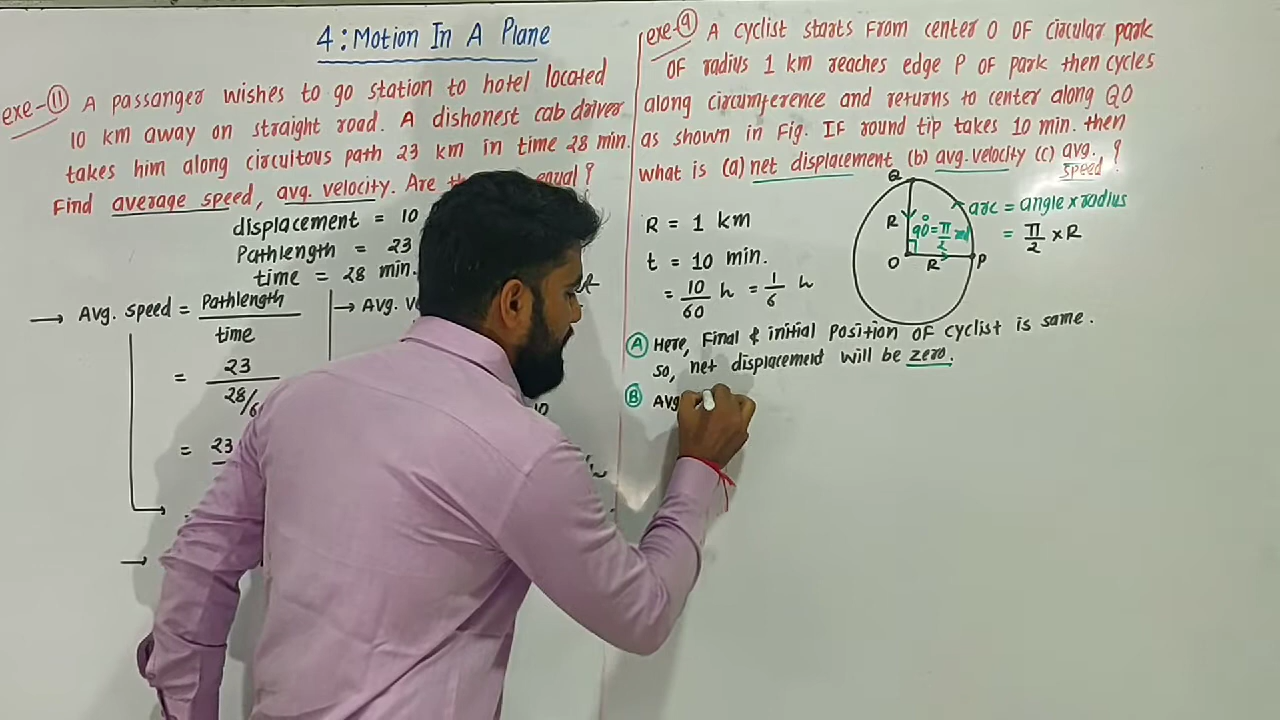 4: Motion In A Plane
exe-11 A passanger wishes to go station to hotel located
10 km away on straight road. A dishonest cab driver
takes him along circuitous path 23 km in time 28 min.
Find average speed, avg. velocity. Are equal?
displacement = 10
Pathlength = 23
time = 28 min.
→ Avg. speed = Pathlength
time
→ Avg.
= 23
28/
= 23
10
exe-9 A cyclist starts from center O OF circular park
OF radius 1 km reaches edge P OF park then cycles
along circumference and returns to center along QO
as shown in Fig. IF round tip takes 10 min. then
what is (a) net displacement (b) avg. velocity (c) avg. speed ?
Q
R
90° = π/2 rad
O
R
P
arc = angle x radius
= π/2 x R
R = 1 km
t = 10 min.
= 10/60 h = 1/6 h
A Here, Final & initial Position OF cyclist is same.
so, net displacement will be zero.
B Avg